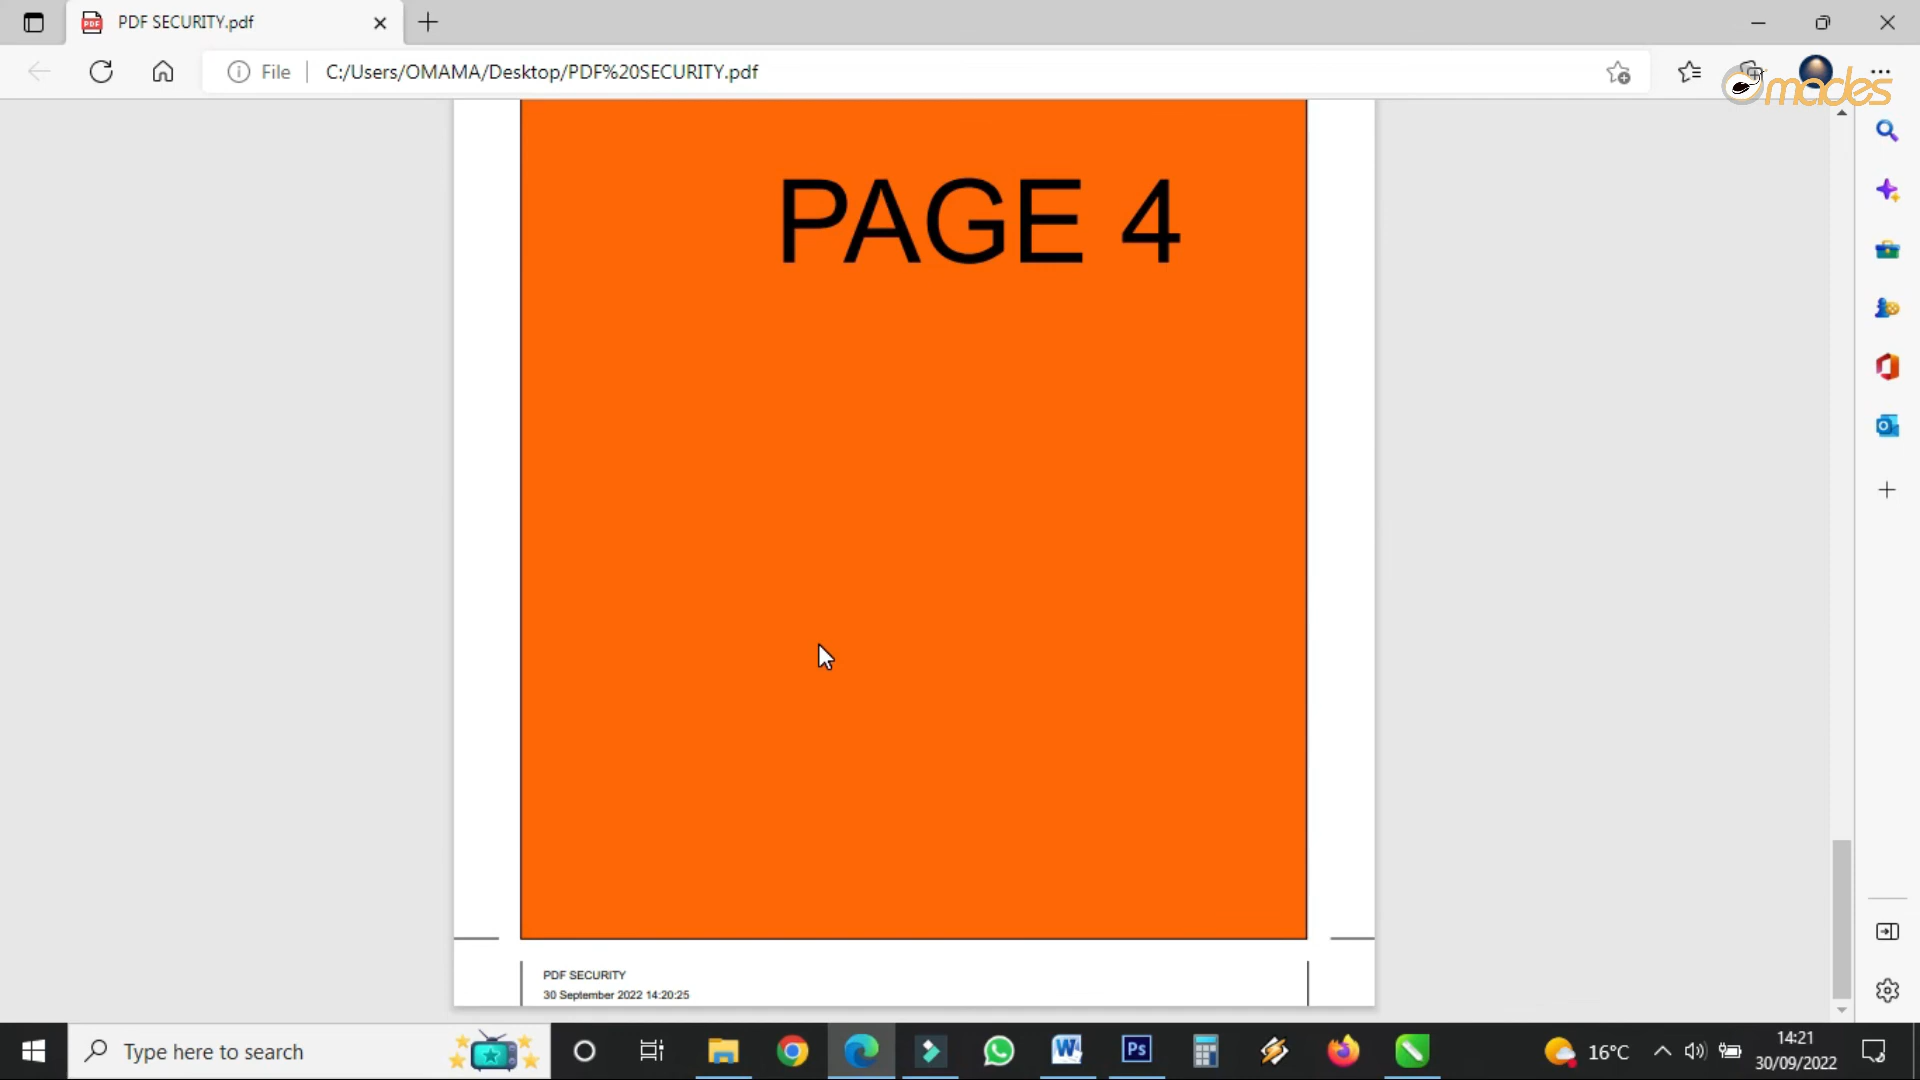 PDF SECURITY.pdf
File
C:/Users/OMAMA/Desktop/PDF%20SECURITY.pdf
Omades
PAGE 4
PDF SECURITY
30 September 2022 14:20:25
Type here to search
16°C
14:21
30/09/2022